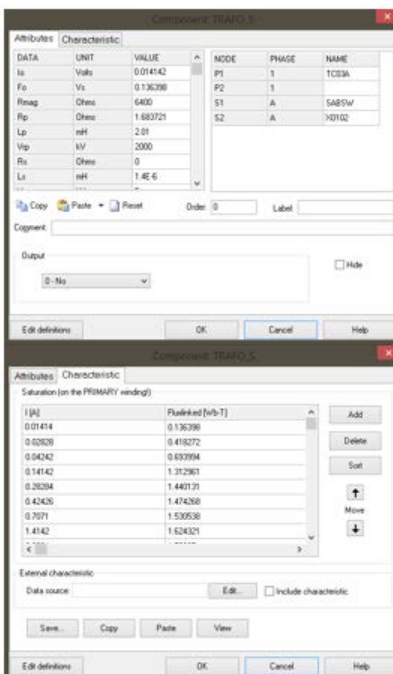 Component: TRAFO_S
Attributes Characteristic
DATA UNIT VALUE NODE PHASE NAME
Io Volts 0.014142 P1 1 TC03A
Fo Vs 0.136398 P2 1
Rmag Ohms 6400 S1 A SABSW
Rp Ohms 1.683721 S2 A X0102
Lp mH 2.01
Vrp kV 2000
Rs Ohms 0
Ls mH 1.4E-6
Copy Paste Reset Order: 0 Label:
Comment:
Output
0 - No Hide
Edit definitions OK Cancel Help
Component: TRAFO_S
Attributes Characteristic
Saturation (on the PRIMARY winding!)
I [A] Fluxlinked [Wb-T] Add
0.01414 0.136398
0.02828 0.418272 Delete
0.04242 0.693994
0.14142 1.312961 Sort
0.28284 1.440131
0.42426 1.474268
0.7071 1.530538 Move
1.4142 1.624321
External characteristic
Data source: Edit... Include characteristic
Save... Copy Paste View
Edit definitions OK Cancel Help